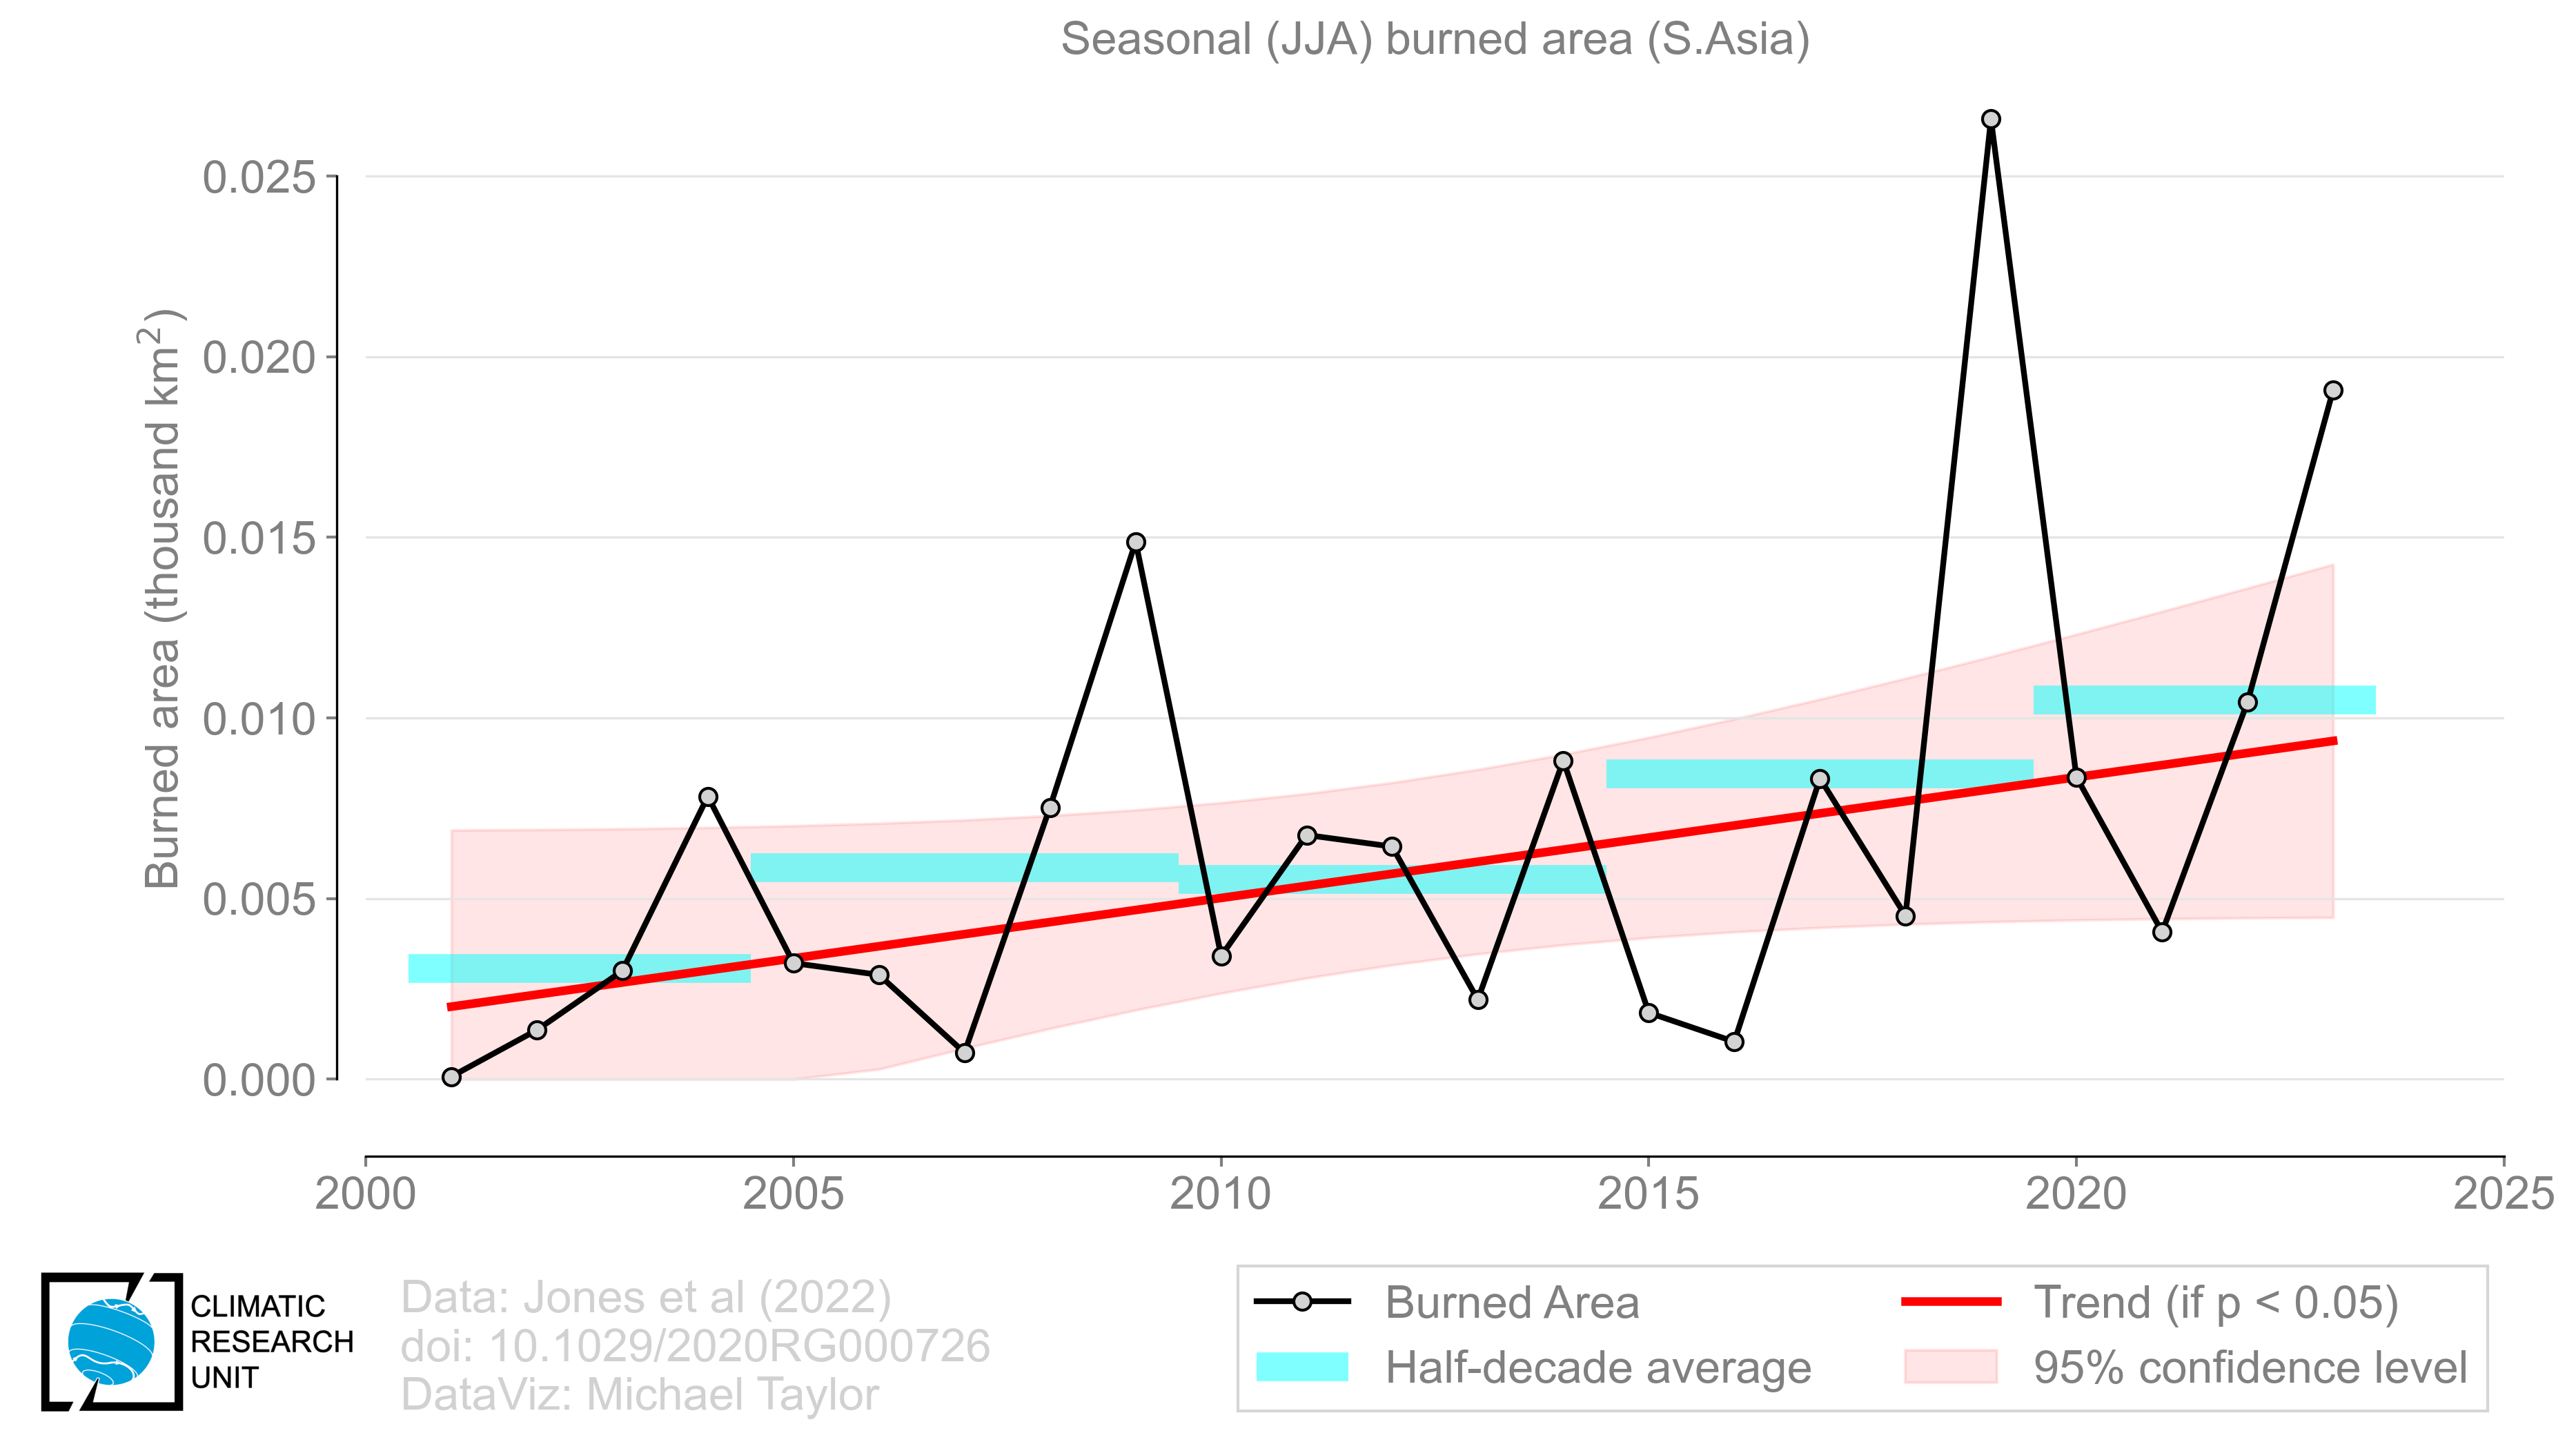 Seasonal (JJA) burned area (S.Asia)
Burned area (thousand km²)
0.025
0.020
0.015
0.010
0.005
0.000
2000
2005
2010
2015
2020
2025
CLIMATIC
RESEARCH
UNIT
Data: Jones et al (2022)
doi: 10.1029/2020RG000726
DataViz: Michael Taylor
Burned Area
Half-decade average
Trend (if p < 0.05)
95% confidence level